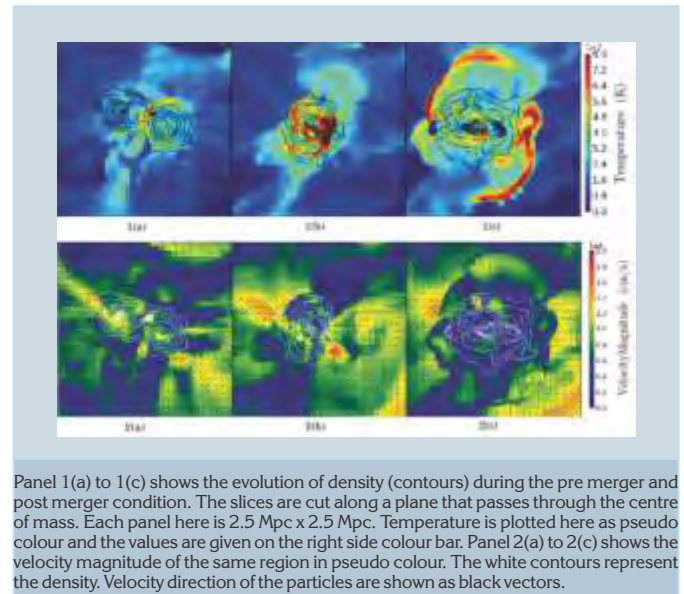 7.2
Temperature (K)
1(a) 1(b) 1(c)
Velocity Magnitude (m/s)
2(a) 2(b) 2(c)
Panel 1(a) to 1(c) shows the evolution of density (contours) during the pre merger and
post merger condition. The slices are cut along a plane that passes through the centre
of mass. Each panel here is 2.5 Mpc x 2.5 Mpc. Temperature is plotted here as pseudo
colour and the values are given on the right side colour bar. Panel 2(a) to 2(c) shows the
velocity magnitude of the same region in pseudo colour. The white contours represent
the density. Velocity direction of the particles are shown as black vectors.